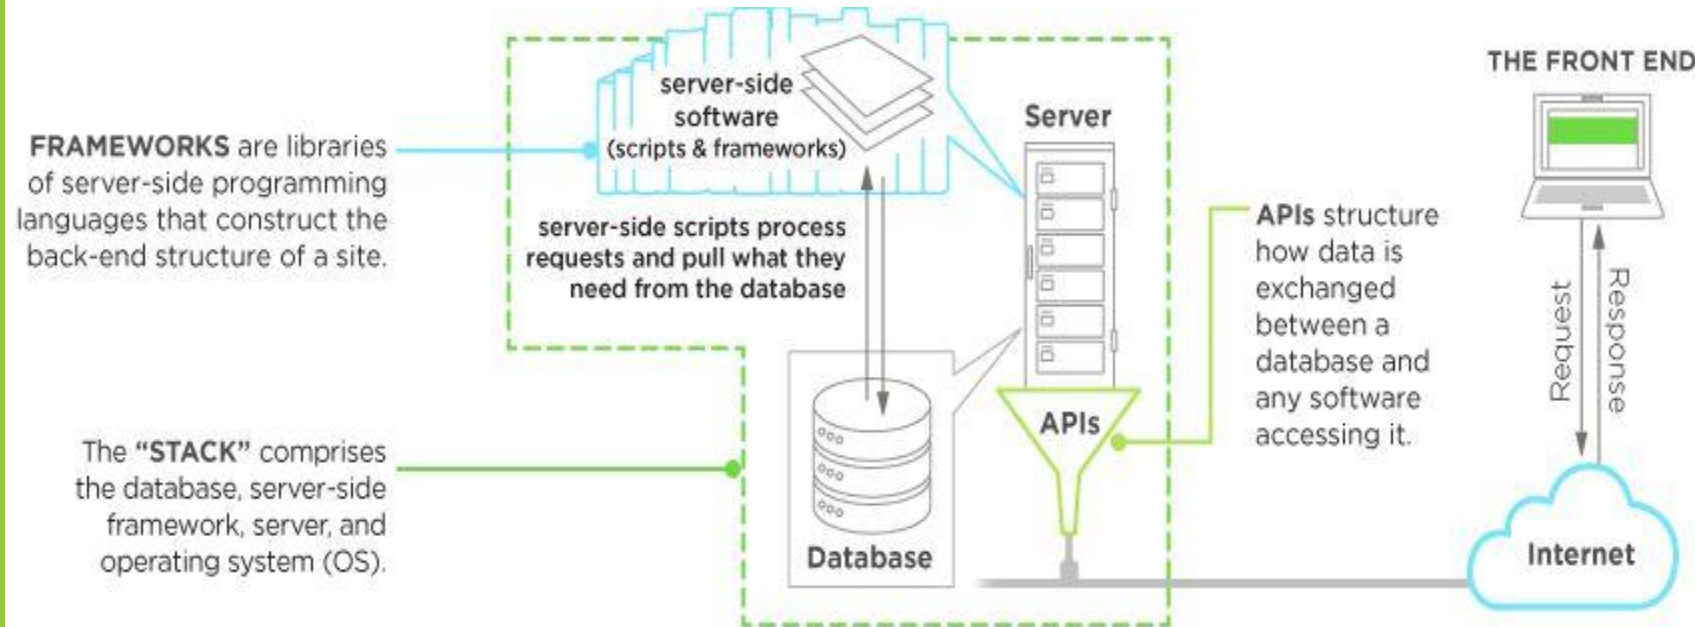 FRAMEWORKS are libraries
of server-side programming
languages that construct the
back-end structure of a site.
The “STACK” comprises
the database, server-side
framework, server, and
operating system (OS).
server-side
software
(scripts & frameworks)
server-side scripts process
requests and pull what they
need from the database
Database
Server
APIs
APIs structure
how data is
exchanged
between a
database and
any software
accessing it.
THE FRONT END
Request
Response
Internet